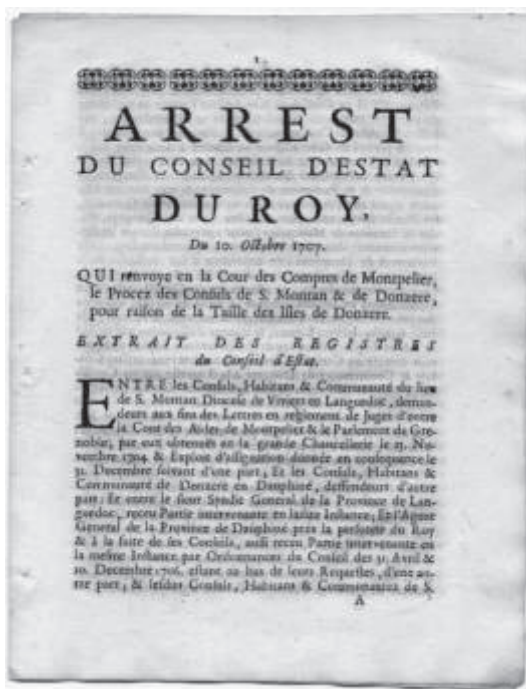 1
ARREST
DU CONSEIL D'ESTAT
DU ROY,
Du 10. Octobre 1707.
QUI renvoye en la Cour des Comptes de Montpelier,
le Procez des Consuls de S. Montan & de Donzere,
pour raison de la Taille des Isles de Donzere.
EXTRAIT DES REGISTRES
du Conseil d'Estat.
ENTRE les Consuls, Habitans & Communauté du lieu
de S. Montan Diocese de Viviers en Languedoc, deman-
deurs aux fins des Lettres en reglement de Juges d'entre
la Cour des Aides de Montpelier & le Parlement de Gre-
noble, par eux obtenuës en la grande Chancellerie le No-
vembre 1704 & Exploit d'assignation donnée en consequence le
31. Decembre suivant d'une part, Et les Consuls, Habitans &
Communauté de Donzere en Dauphiné, deffendeurs d'autre
part; Et entre le sieur Syndic General de la Province de Lan-
guedoc, receu Partie intervenante en ladite Instance; Et l'Agent
General de la Province de Dauphiné prés la personne du Roy
& à la suite de ses Conseils, aussi receu Partie intervenante en
la mesme Instance par Ordonnances du Conseil des Avril &
10. Decembre 1706. estant au bas de leurs Requestes, d'une au-
tre part, & lesdits Consuls, Habitans & Communautez de S.
A